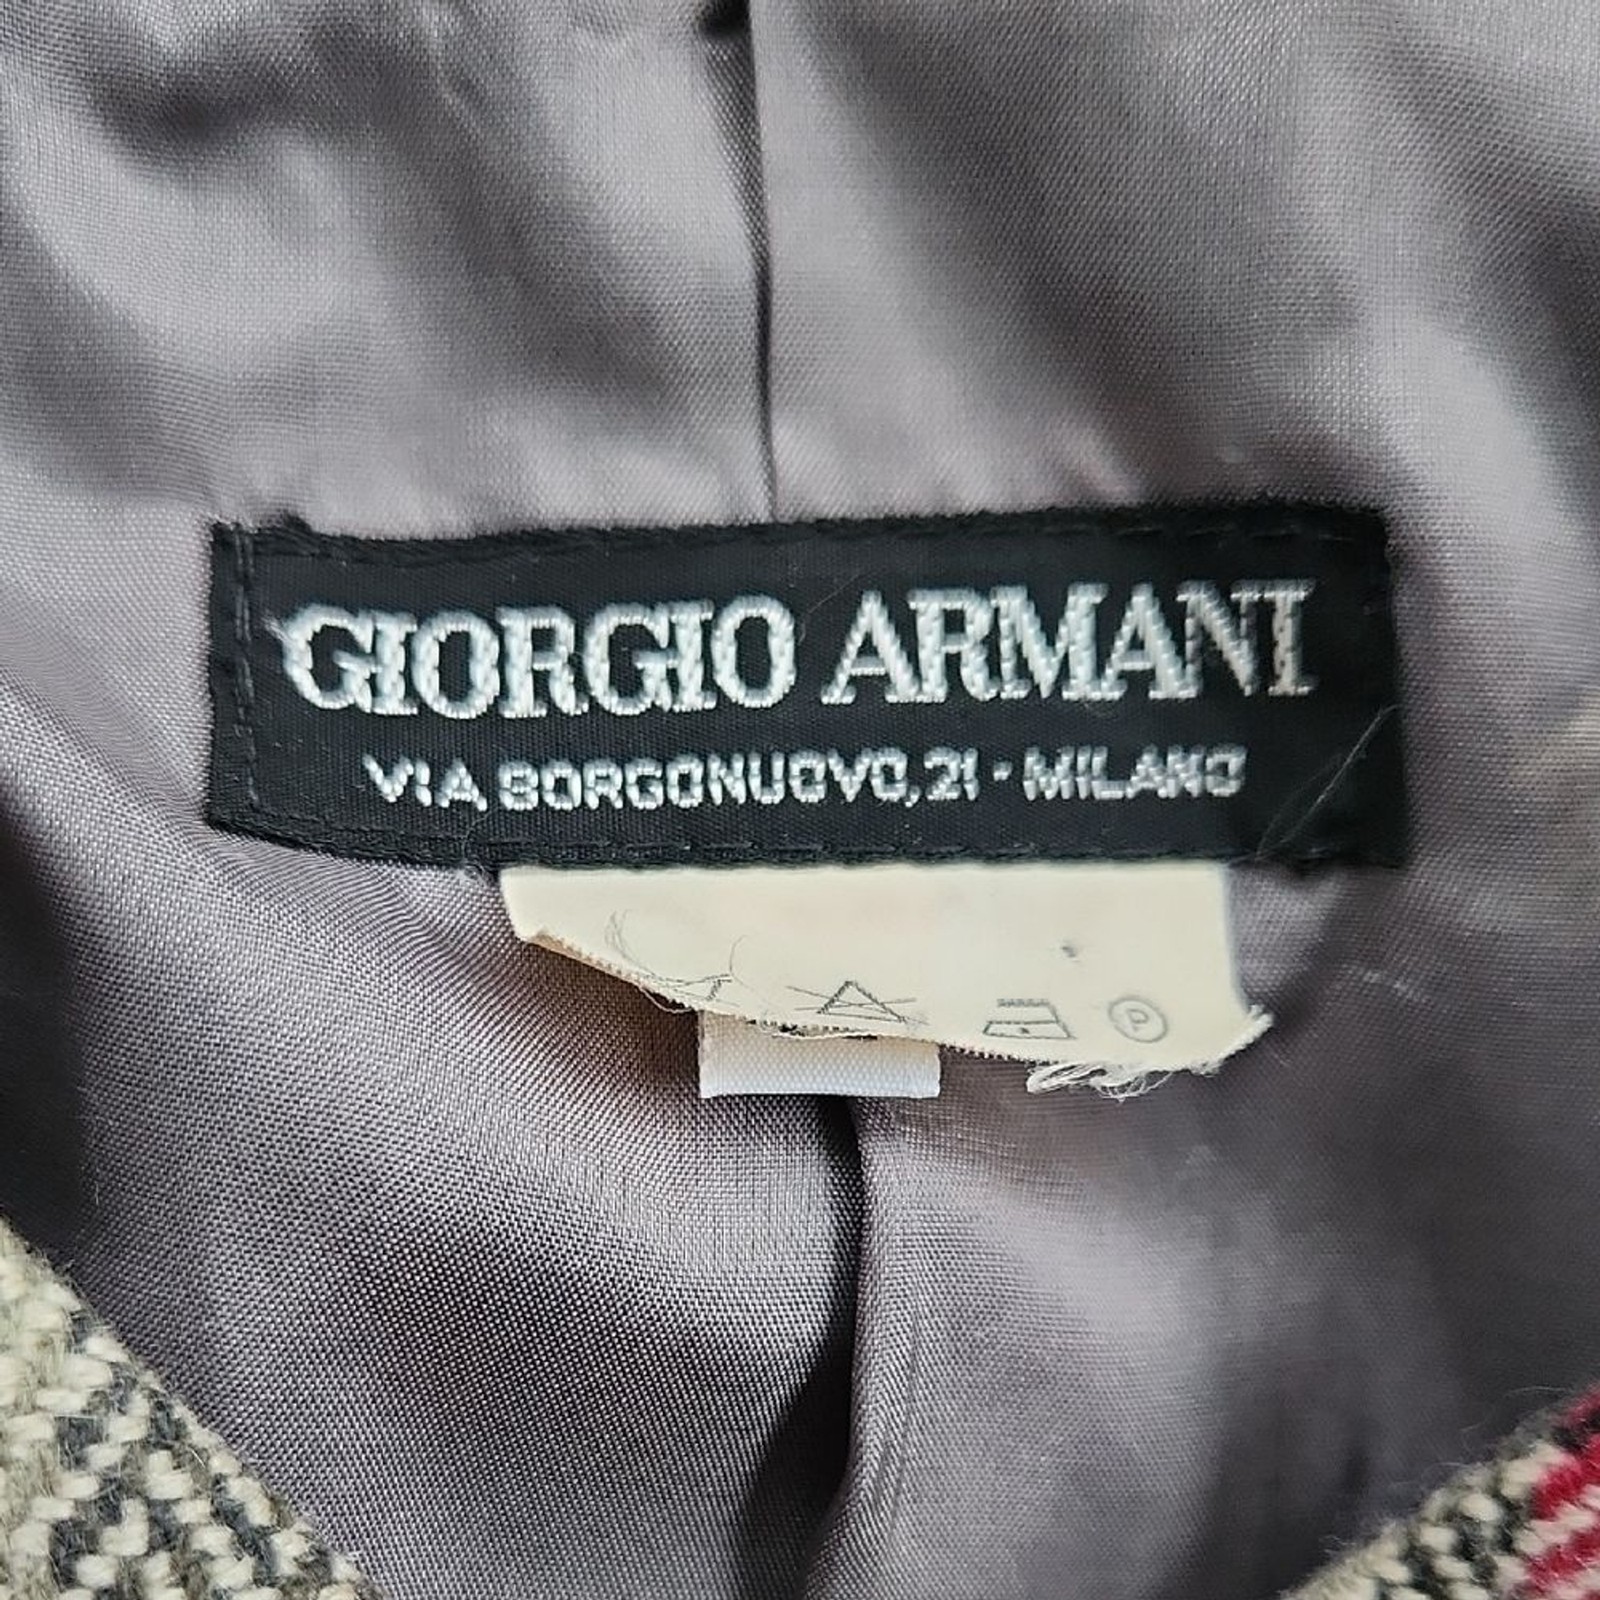 GIORGIO ARMANI
VIA BORGONUOVO, 21 · MILANO
P